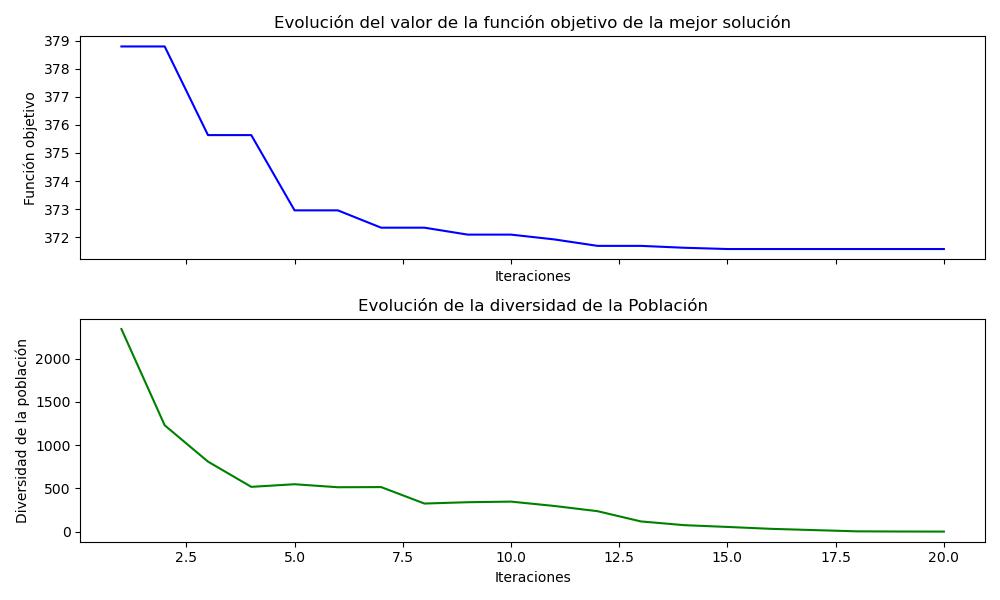 Evolución del valor de la función objetivo de la mejor solución
Función objetivo
379
378
377
376
375
374
373
372
Iteraciones
Evolución de la diversidad de la Población
Diversidad de la población
2000
1500
1000
500
0
2.5 5.0 7.5 10.0 12.5 15.0 17.5 20.0
Iteraciones